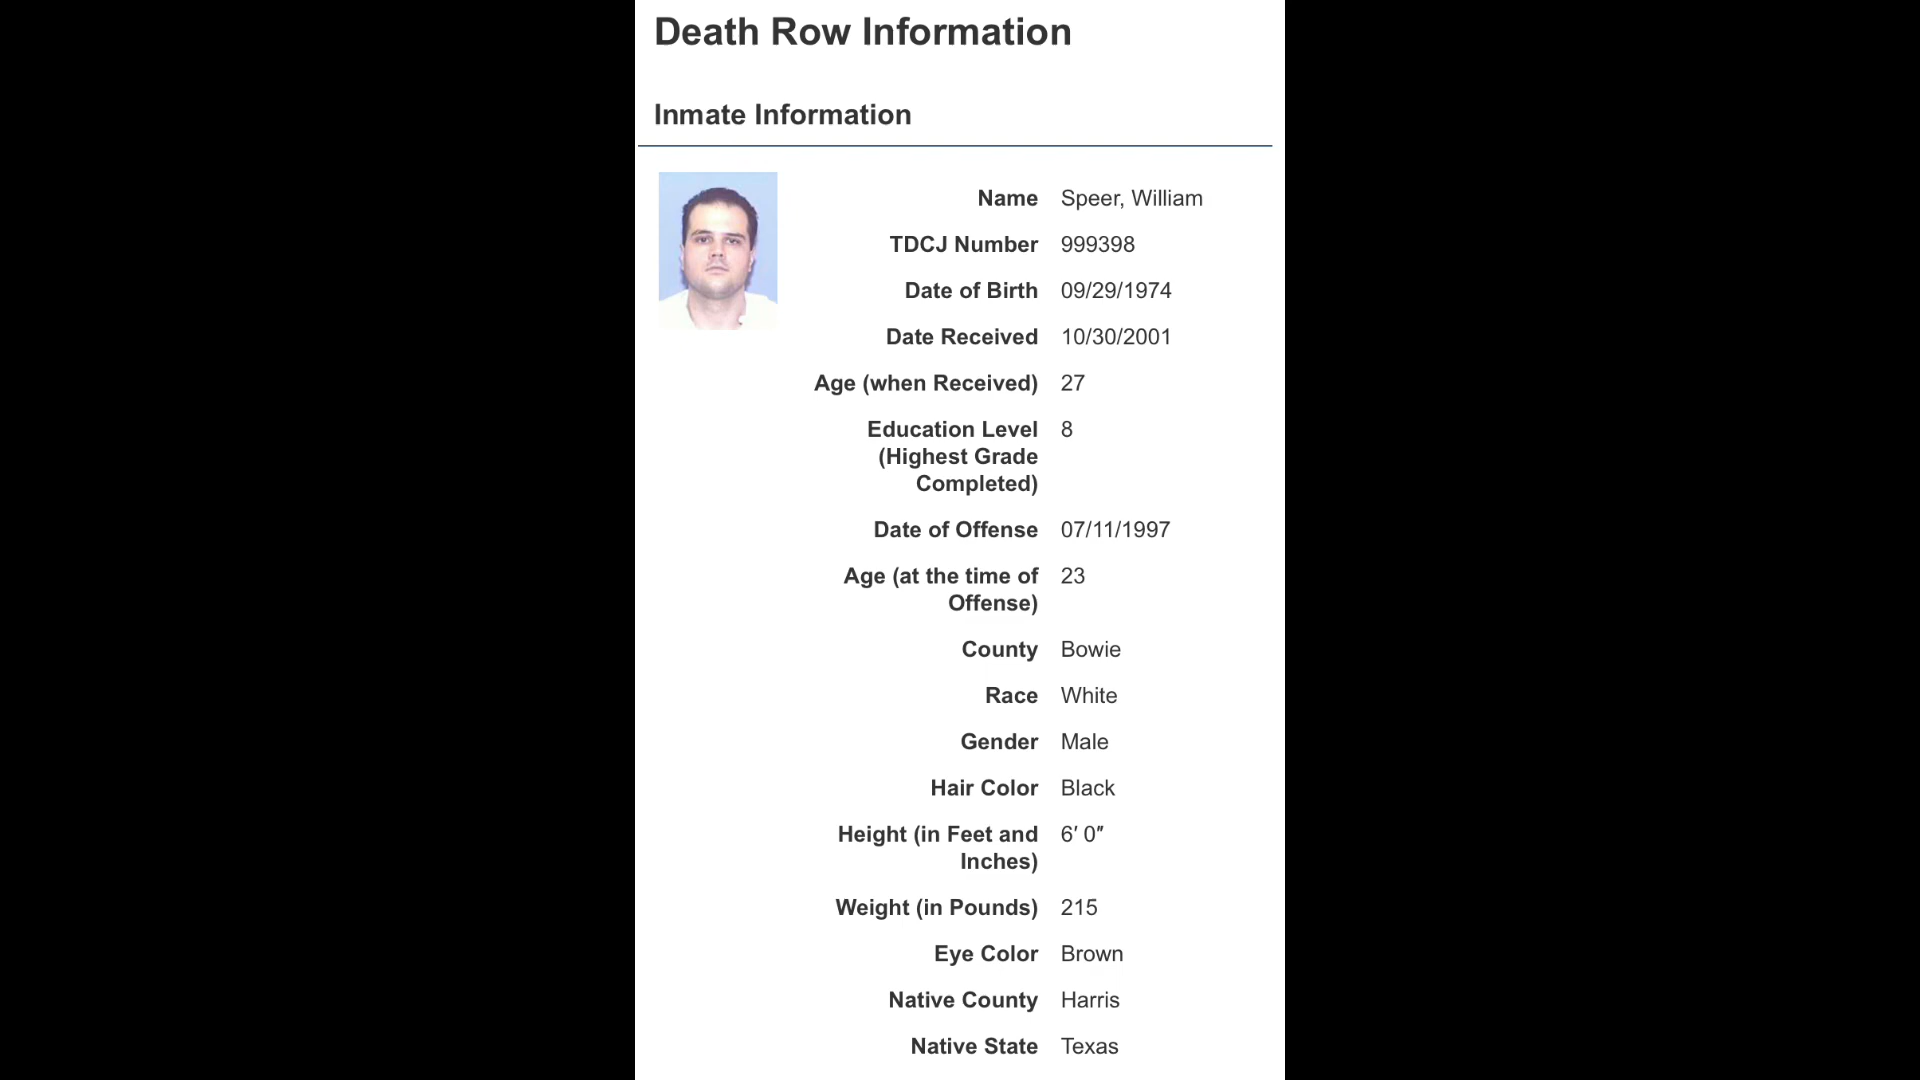 Death Row Information
Inmate Information
Name Speer, William
TDCJ Number 999398
Date of Birth 09/29/1974
Date Received 10/30/2001
Age (when Received) 27
Education Level 8
(Highest Grade
Completed)
Date of Offense 07/11/1997
Age (at the time of 23
Offense)
County Bowie
Race White
Gender Male
Hair Color Black
Height (in Feet and 6′ 0″
Inches)
Weight (in Pounds) 215
Eye Color Brown
Native County Harris
Native State Texas